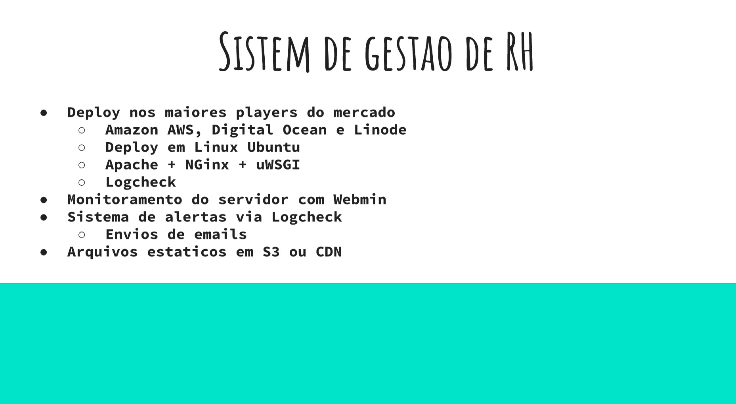 Sistem de gestao de RH
● Deploy nos maiores players do mercado
○ Amazon AWS, Digital Ocean e Linode
○ Deploy em Linux Ubuntu
○ Apache + NGinx + uWSGI
○ Logcheck
● Monitoramento do servidor com Webmin
● Sistema de alertas via Logcheck
○ Envios de emails
● Arquivos estaticos em S3 ou CDN